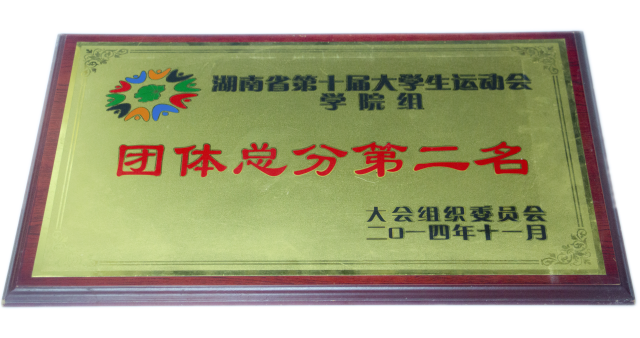 湖南省第十届大学生运动会
学院组
团体总分第二名
大会组织委员会
二○一四年十一月